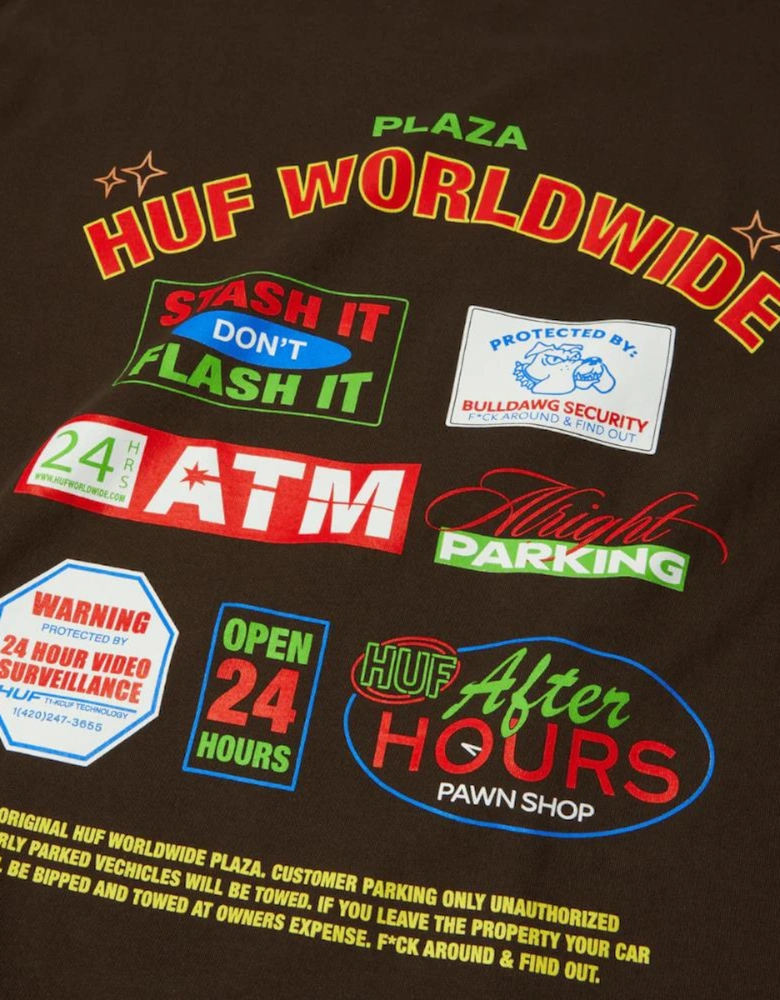 PLAZA
HUF WORLDWIDE
STASH IT
DON'T
FLASH IT
PROTECTED BY:
BULLDAWG SECURITY
F*CK AROUND & FIND OUT
24 HRS
WWW.HUFWORLDWIDE.COM
ATM
Alright
PARKING
WARNING
PROTECTED BY
24 HOUR VIDEO
SURVEILLANCE
HUF T1-KCUF TECHNOLOGY
1(420)247-3655
OPEN
24
HOURS
HUF After
HOURS
PAWN SHOP
ORIGINAL HUF WORLDWIDE PLAZA. CUSTOMER PARKING ONLY UNAUTHORIZED
PARKED VECHICLES WILL BE TOWED. IF YOU LEAVE THE PROPERTY YOUR CAR
BE BIPPED AND TOWED AT OWNERS EXPENSE. F*CK AROUND & FIND OUT.